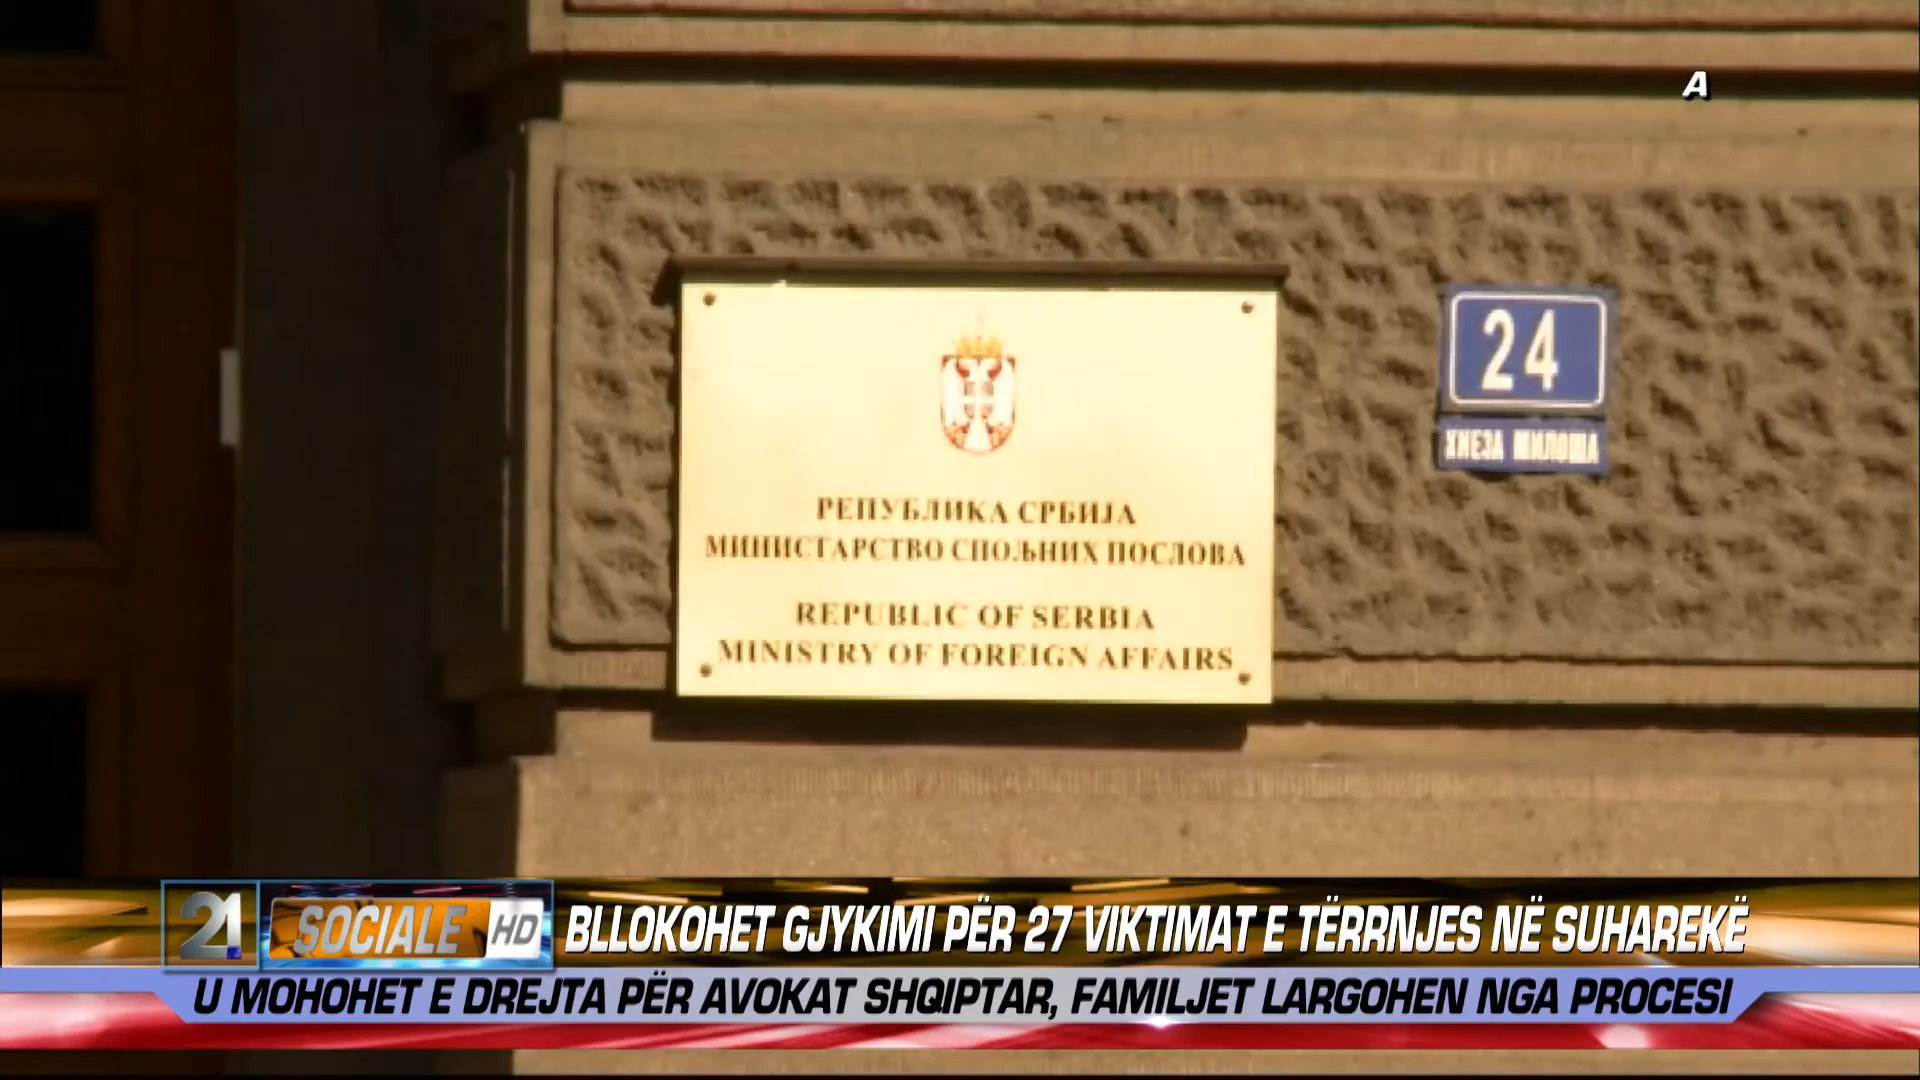 A
24
КНЕЗА МИЛОША
РЕПУБЛИКА СРБИЈА
МИНИСТАРСТВО СПОЉНИХ ПОСЛОВА
REPUBLIC OF SERBIA
MINISTRY OF FOREIGN AFFAIRS
21 SOCIALE HD BLLOKOHET GJYKIMI PËR 27 VIKTIMAT E TËRRNJES NË SUHAREKË
U MOHOHET E DREJTA PËR AVOKAT SHQIPTAR, FAMILJET LARGOHEN NGA PROCESI